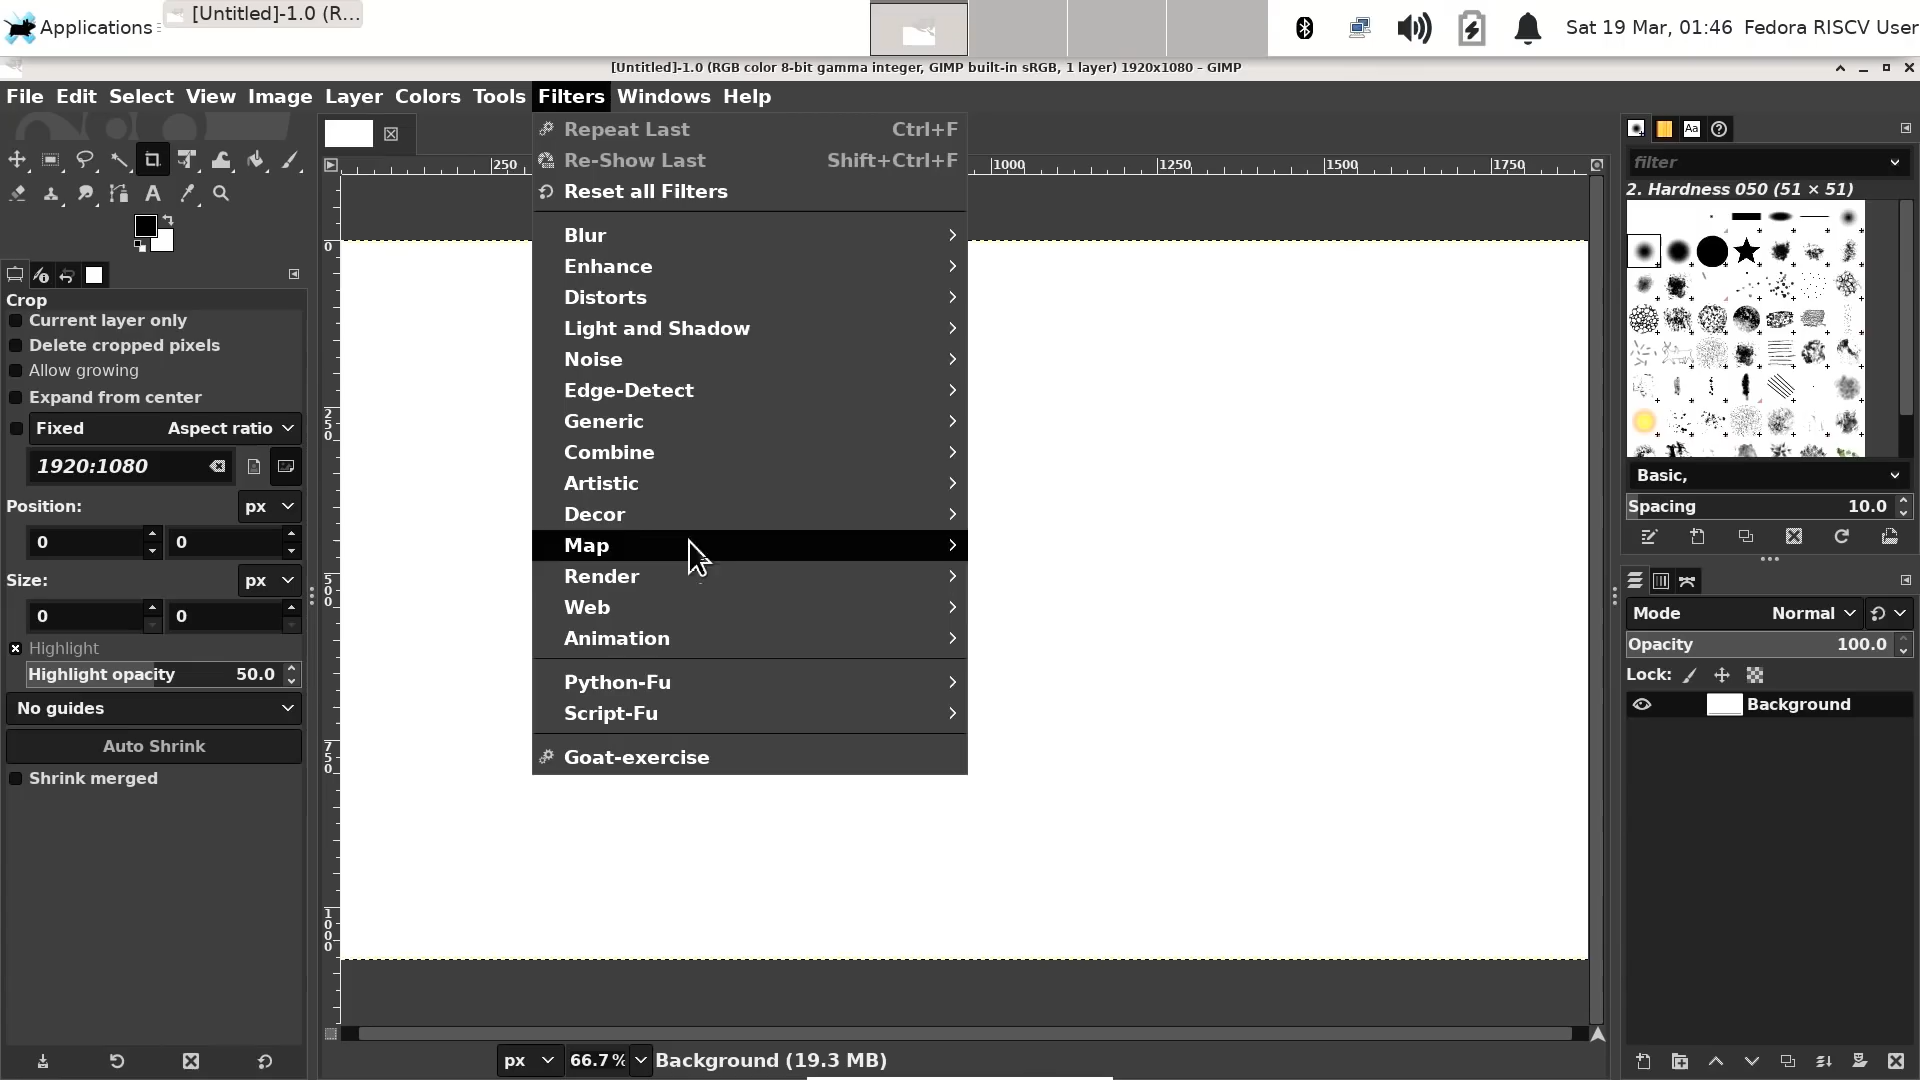 Applications
[Untitled]-1.0 (R...
Sat 19 Mar, 01:46
Fedora RISCV User
[Untitled]-1.0 (RGB color 8-bit gamma integer, GIMP built-in sRGB, 1 layer) 1920x1080 – GIMP
File Edit Select View Image Layer Colors Tools Filters Windows Help
Repeat Last Ctrl+F
Re-Show Last Shift+Ctrl+F
Reset all Filters
Blur
Enhance
Distorts
Light and Shadow
Noise
Edge-Detect
Generic
Combine
Artistic
Decor
Map
Render
Web
Animation
Python-Fu
Script-Fu
Goat-exercise
250 1000 1250 1500 1750
0
250
500
750
1000
Crop
Current layer only
Delete cropped pixels
Allow growing
Expand from center
Fixed Aspect ratio
1920:1080
Position: px
0 0
Size: px
0 0
Highlight
Highlight opacity 50.0
No guides
Auto Shrink
Shrink merged
px 66.7 % Background (19.3 MB)
Aa
filter
2. Hardness 050 (51 × 51)
Basic,
Spacing 10.0
Mode Normal
Opacity 100.0
Lock:
Background